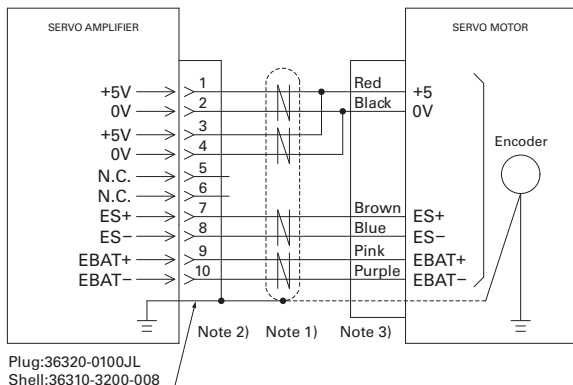 SERVO AMPLIFIER
SERVO MOTOR
+5V 1 Red +5
0V 2 Black 0V
+5V 3
0V 4
Encoder
N.C. 5
N.C. 6
ES+ 7 Brown ES+
ES− 8 Blue ES−
EBAT+ 9 Pink EBAT+
EBAT− 10 Purple EBAT−
Note 2) Note 1) Note 3)
Plug:36320-0100JL
Shell:36310-3200-008